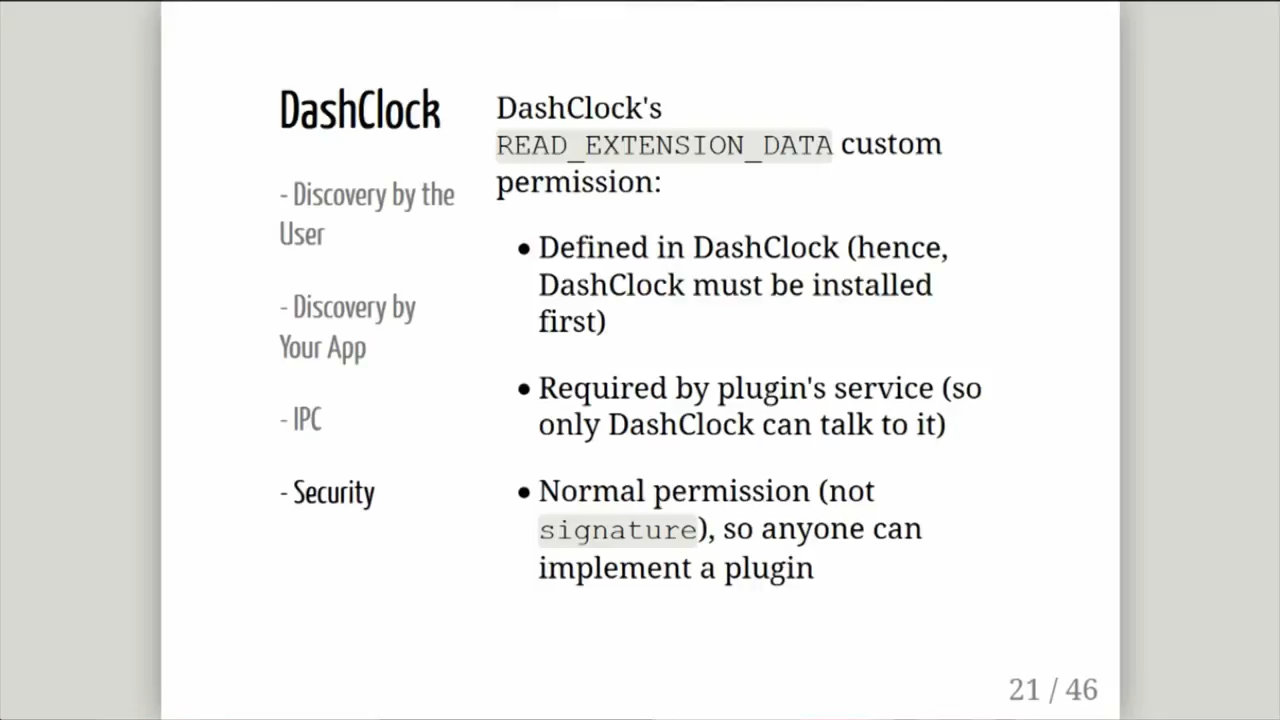 DashClock
- Discovery by the
User
- Discovery by
Your App
- IPC
- Security
DashClock's
READ_EXTENSION_DATA custom
permission:
• Defined in DashClock (hence,
DashClock must be installed
first)
• Required by plugin's service (so
only DashClock can talk to it)
• Normal permission (not
signature), so anyone can
implement a plugin
21 / 46